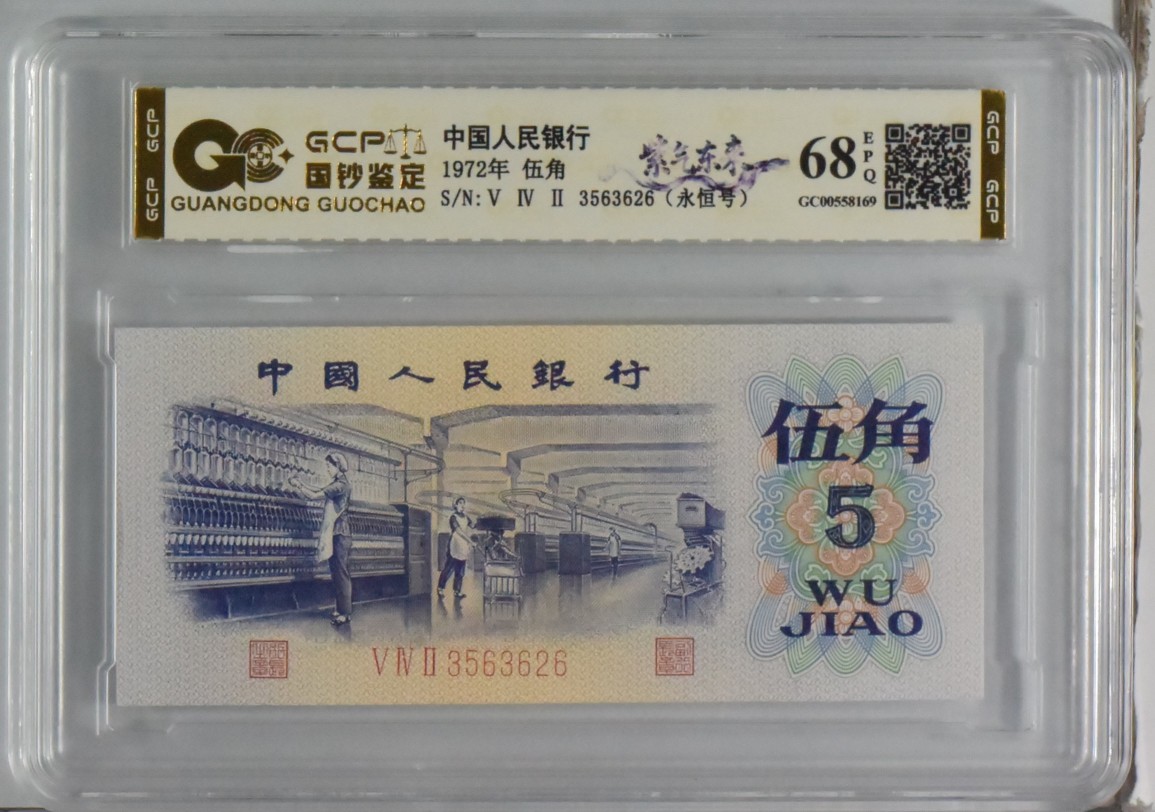 GCP GCP
GCP
国钞鉴定
GUANGDONG GUOCHAO
中国人民银行
1972年 伍角
S/N: V IV II 3563626（永恒号）
紫气东来
68 EPQ
GC00558169
GCP GCP
中國人民銀行
伍角
5
WU
JIAO
V IV II 3563626